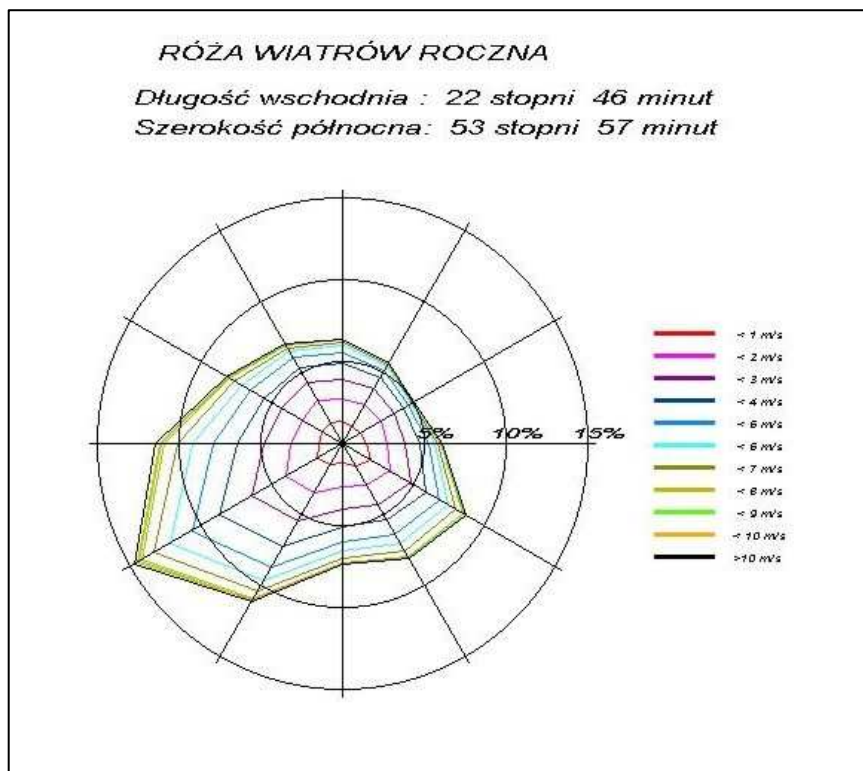 RÓŻA WIATRÓW ROCZNA
Długość wschodnia : 22 stopni 46 minut
Szerokość północna: 53 stopni 57 minut
5% 10% 15%
< 1 m/s
< 2 m/s
< 3 m/s
< 4 m/s
< 5 m/s
< 6 m/s
< 7 m/s
< 8 m/s
< 9 m/s
< 10 m/s
>10 m/s